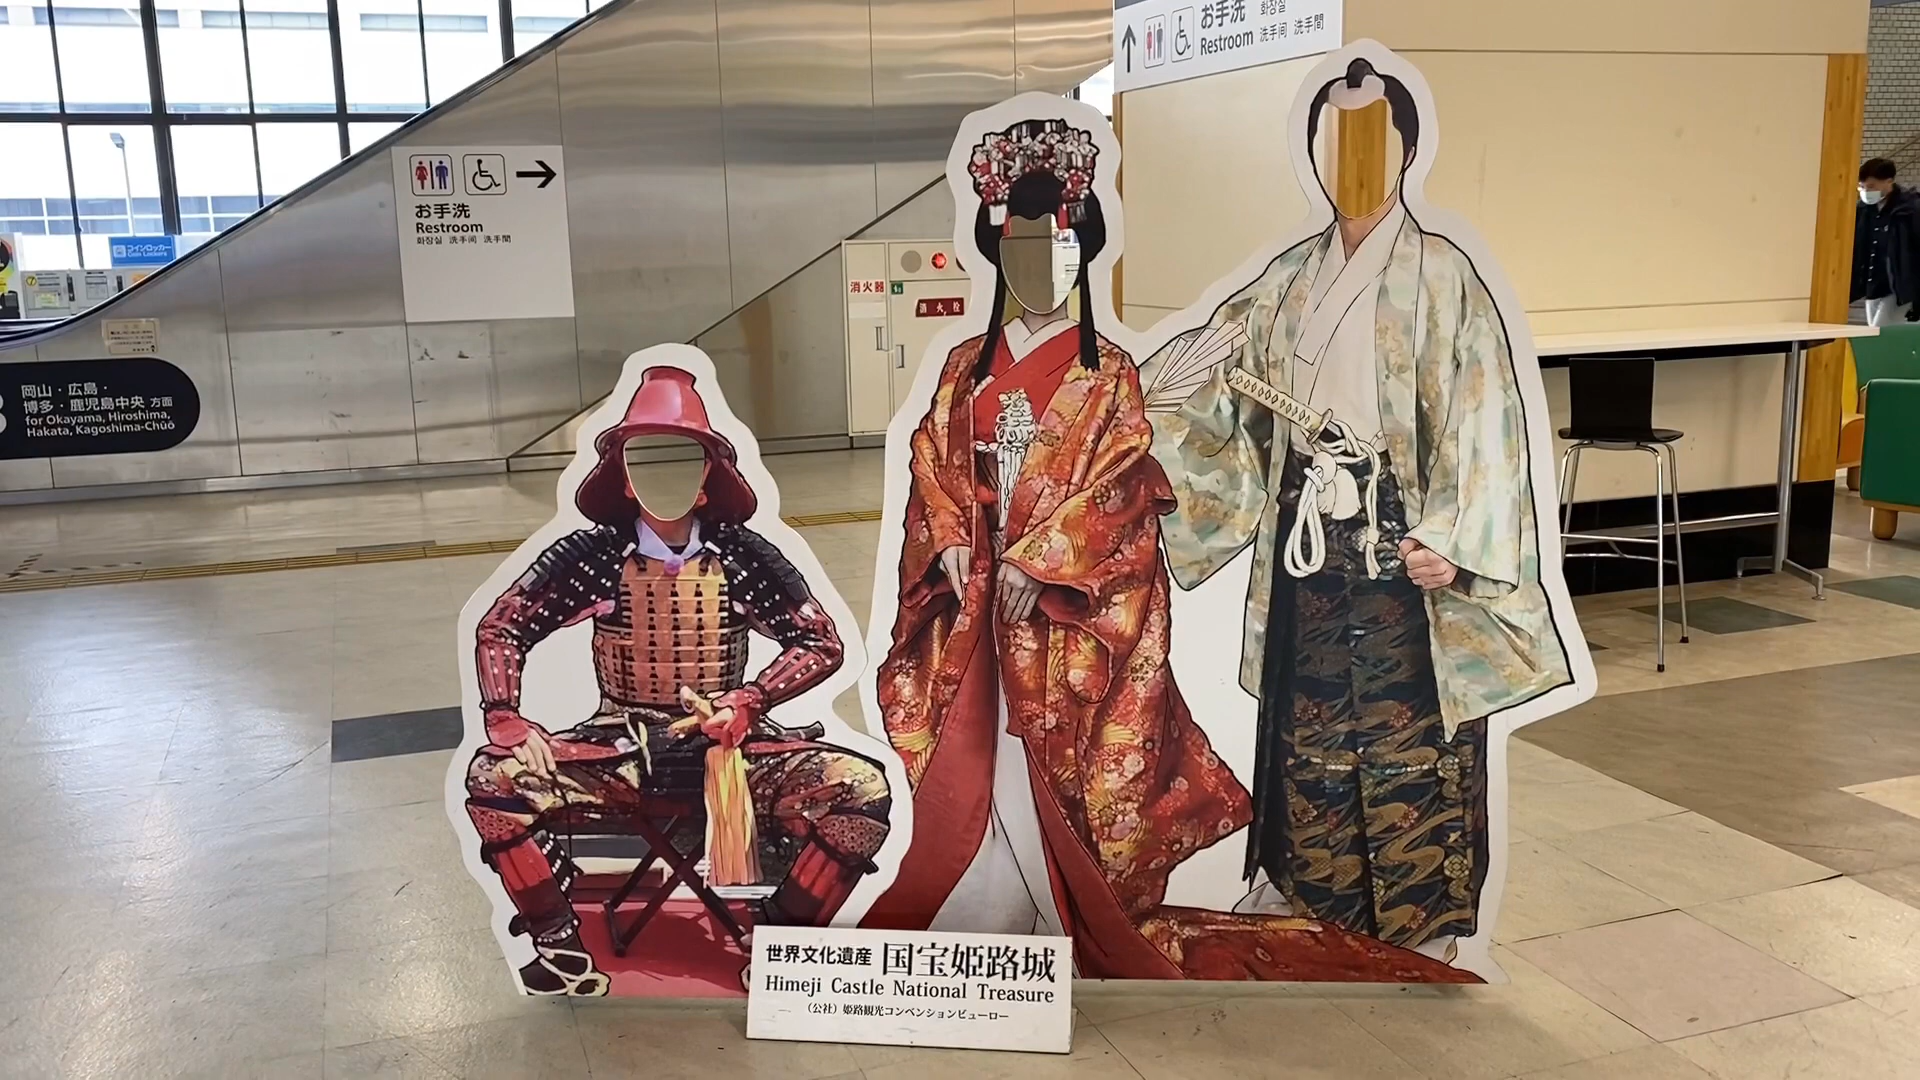 お手洗 화장실
Restroom 洗手间 洗手間
お手洗
Restroom
화장실 洗手间 洗手間
コインロッカー
Coin Lockers
消火器
消火栓
岡山・広島・
博多・鹿児島中央 方面
for Okayama, Hiroshima,
Hakata, Kagoshima-Chūō
世界文化遺産 国宝姫路城
Himeji Castle National Treasure
（公社）姫路観光コンベンションビューロー